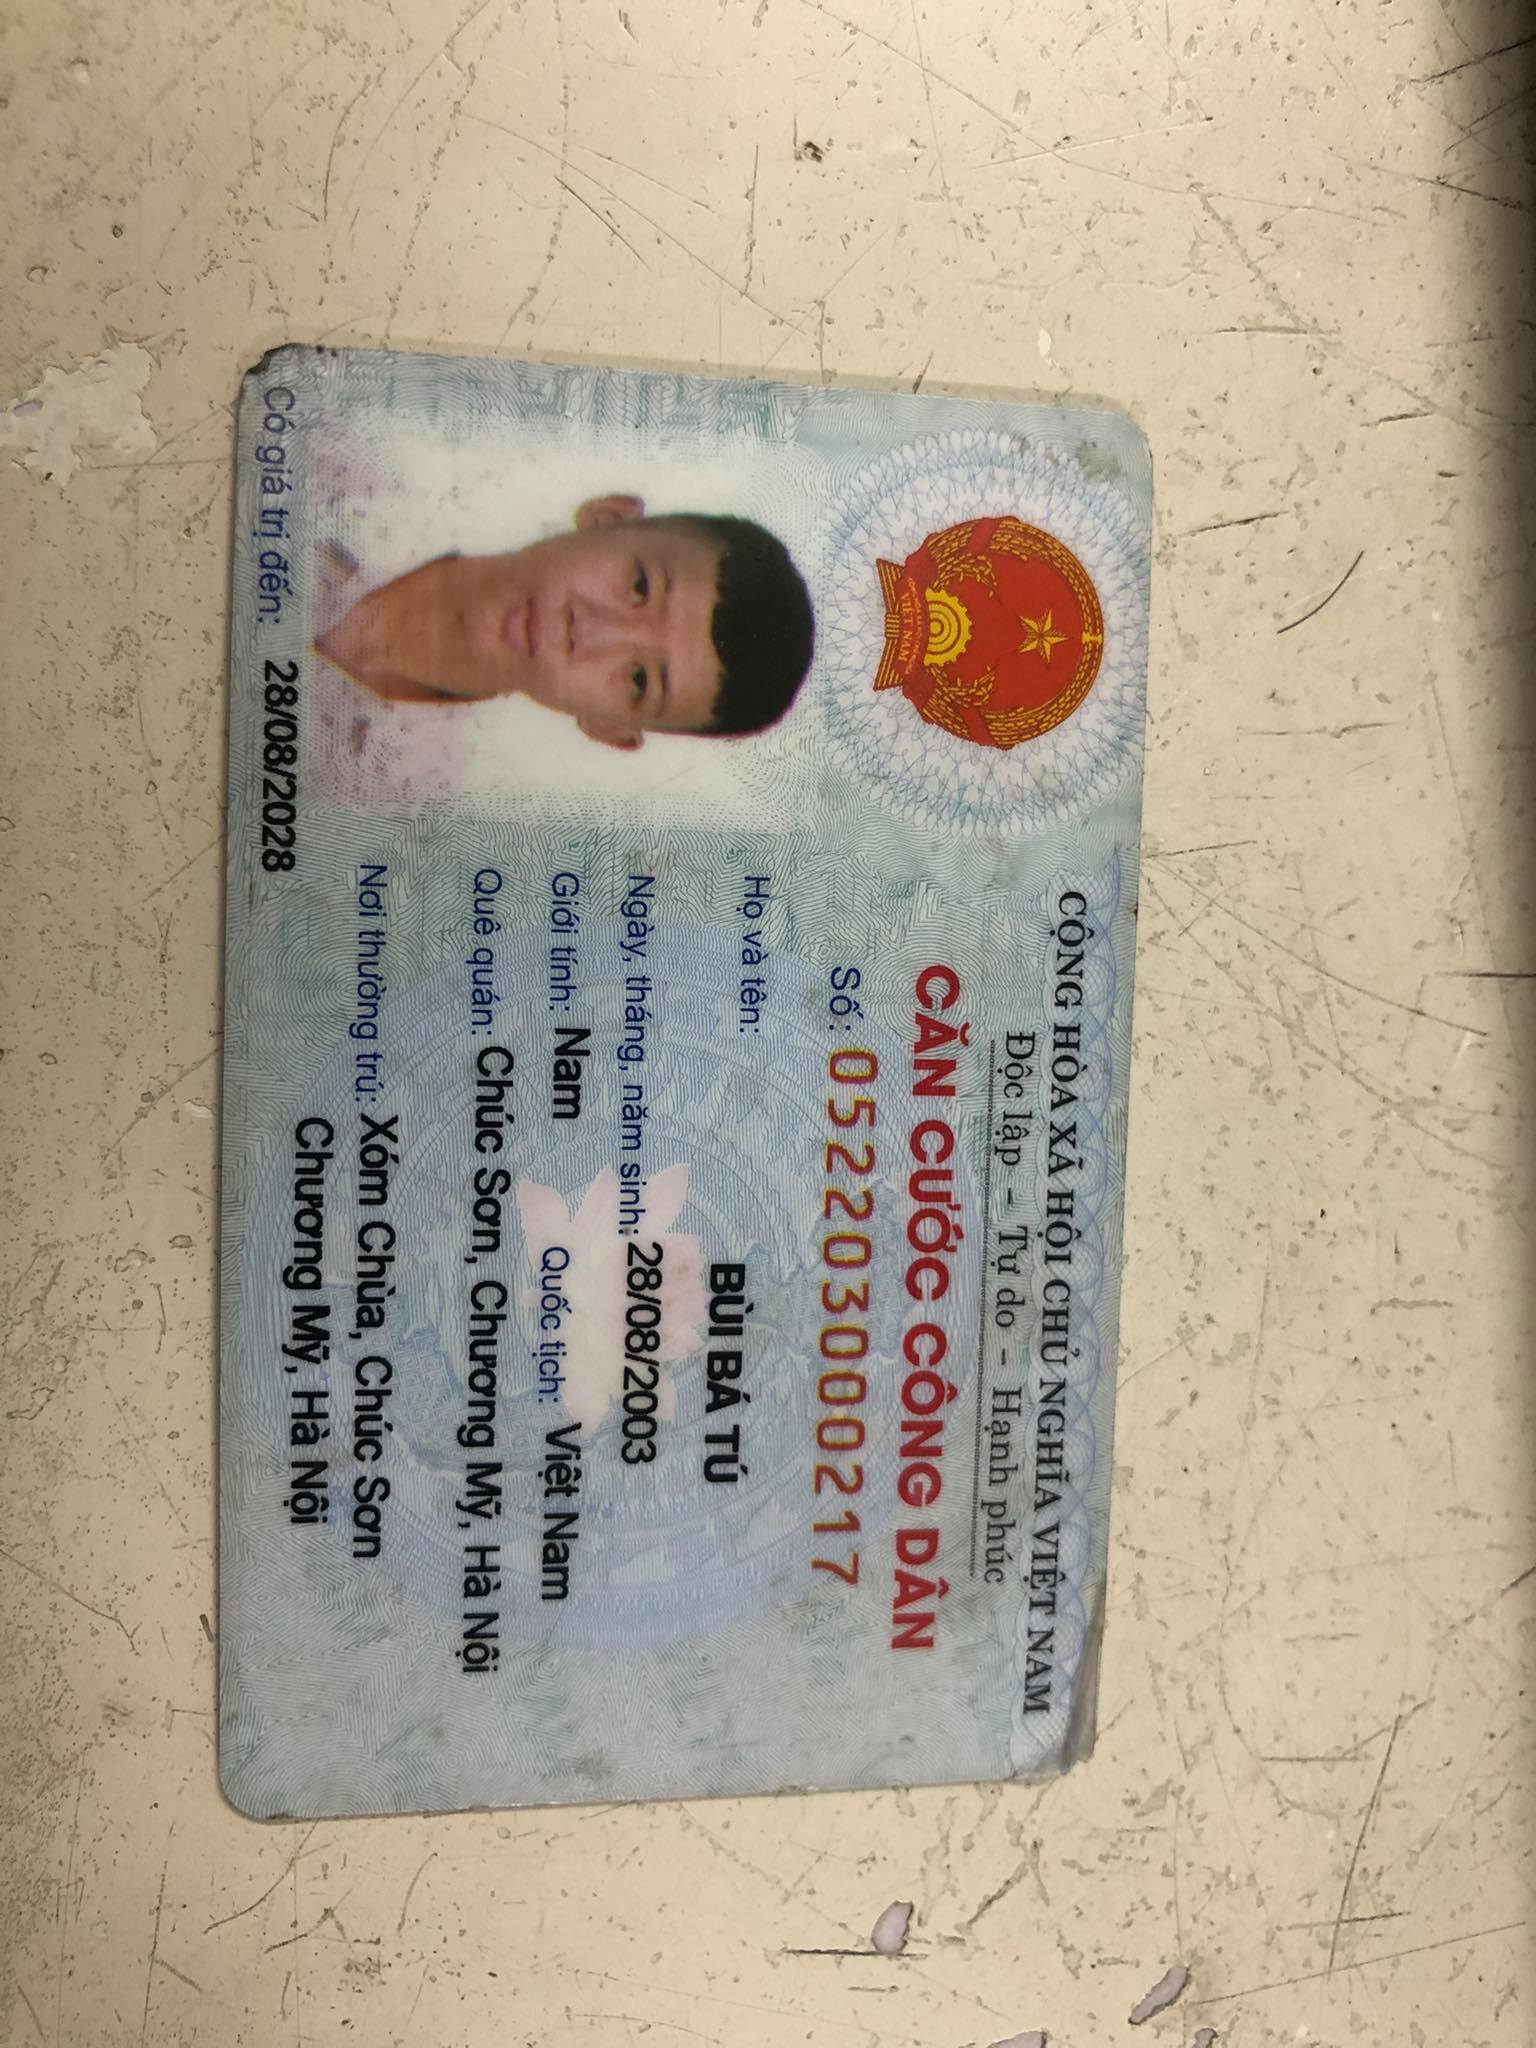 CỘNG HÒA XÃ HỘI CHỦ NGHĨA VIỆT NAM
Độc lập - Tự do - Hạnh phúc
CĂN CƯỚC CÔNG DÂN
Số: 052203000217
Họ và tên:
BÙI BÁ TÚ
Ngày, tháng, năm sinh: 28/08/2003
Giới tính: Nam Quốc tịch: Việt Nam
Quê quán: Chúc Sơn, Chương Mỹ, Hà Nội
Nơi thường trú: Xóm Chùa, Chúc Sơn
Chương Mỹ, Hà Nội
Có giá trị đến: 28/08/2028
VIỆT NAM